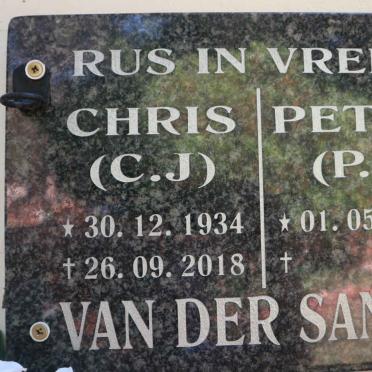 RUS IN VRE
CHRIS PET
(C.J) (P.
★ 30. 12. 1934 ★ 01. 05
✝ 26. 09. 2018 ✝
VAN DER SAN